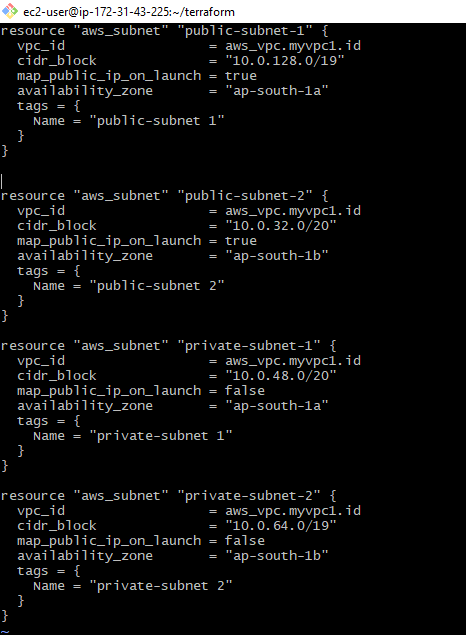 ec2-user@ip-172-31-43-225:~/terraform
resource "aws_subnet" "public-subnet-1" {
  vpc_id                  = aws_vpc.myvpc1.id
  cidr_block              = "10.0.128.0/19"
  map_public_ip_on_launch = true
  availability_zone       = "ap-south-1a"
  tags = {
    Name = "public-subnet 1"
  }
}
resource "aws_subnet" "public-subnet-2" {
  vpc_id                  = aws_vpc.myvpc1.id
  cidr_block              = "10.0.32.0/20"
  map_public_ip_on_launch = true
  availability_zone       = "ap-south-1b"
  tags = {
    Name = "public-subnet 2"
  }
}
resource "aws_subnet" "private-subnet-1" {
  vpc_id                  = aws_vpc.myvpc1.id
  cidr_block              = "10.0.48.0/20"
  map_public_ip_on_launch = false
  availability_zone       = "ap-south-1a"
  tags = {
    Name = "private-subnet 1"
  }
}
resource "aws_subnet" "private-subnet-2" {
  vpc_id                  = aws_vpc.myvpc1.id
  cidr_block              = "10.0.64.0/19"
  map_public_ip_on_launch = false
  availability_zone       = "ap-south-1b"
  tags = {
    Name = "private-subnet 2"
  }
}
~